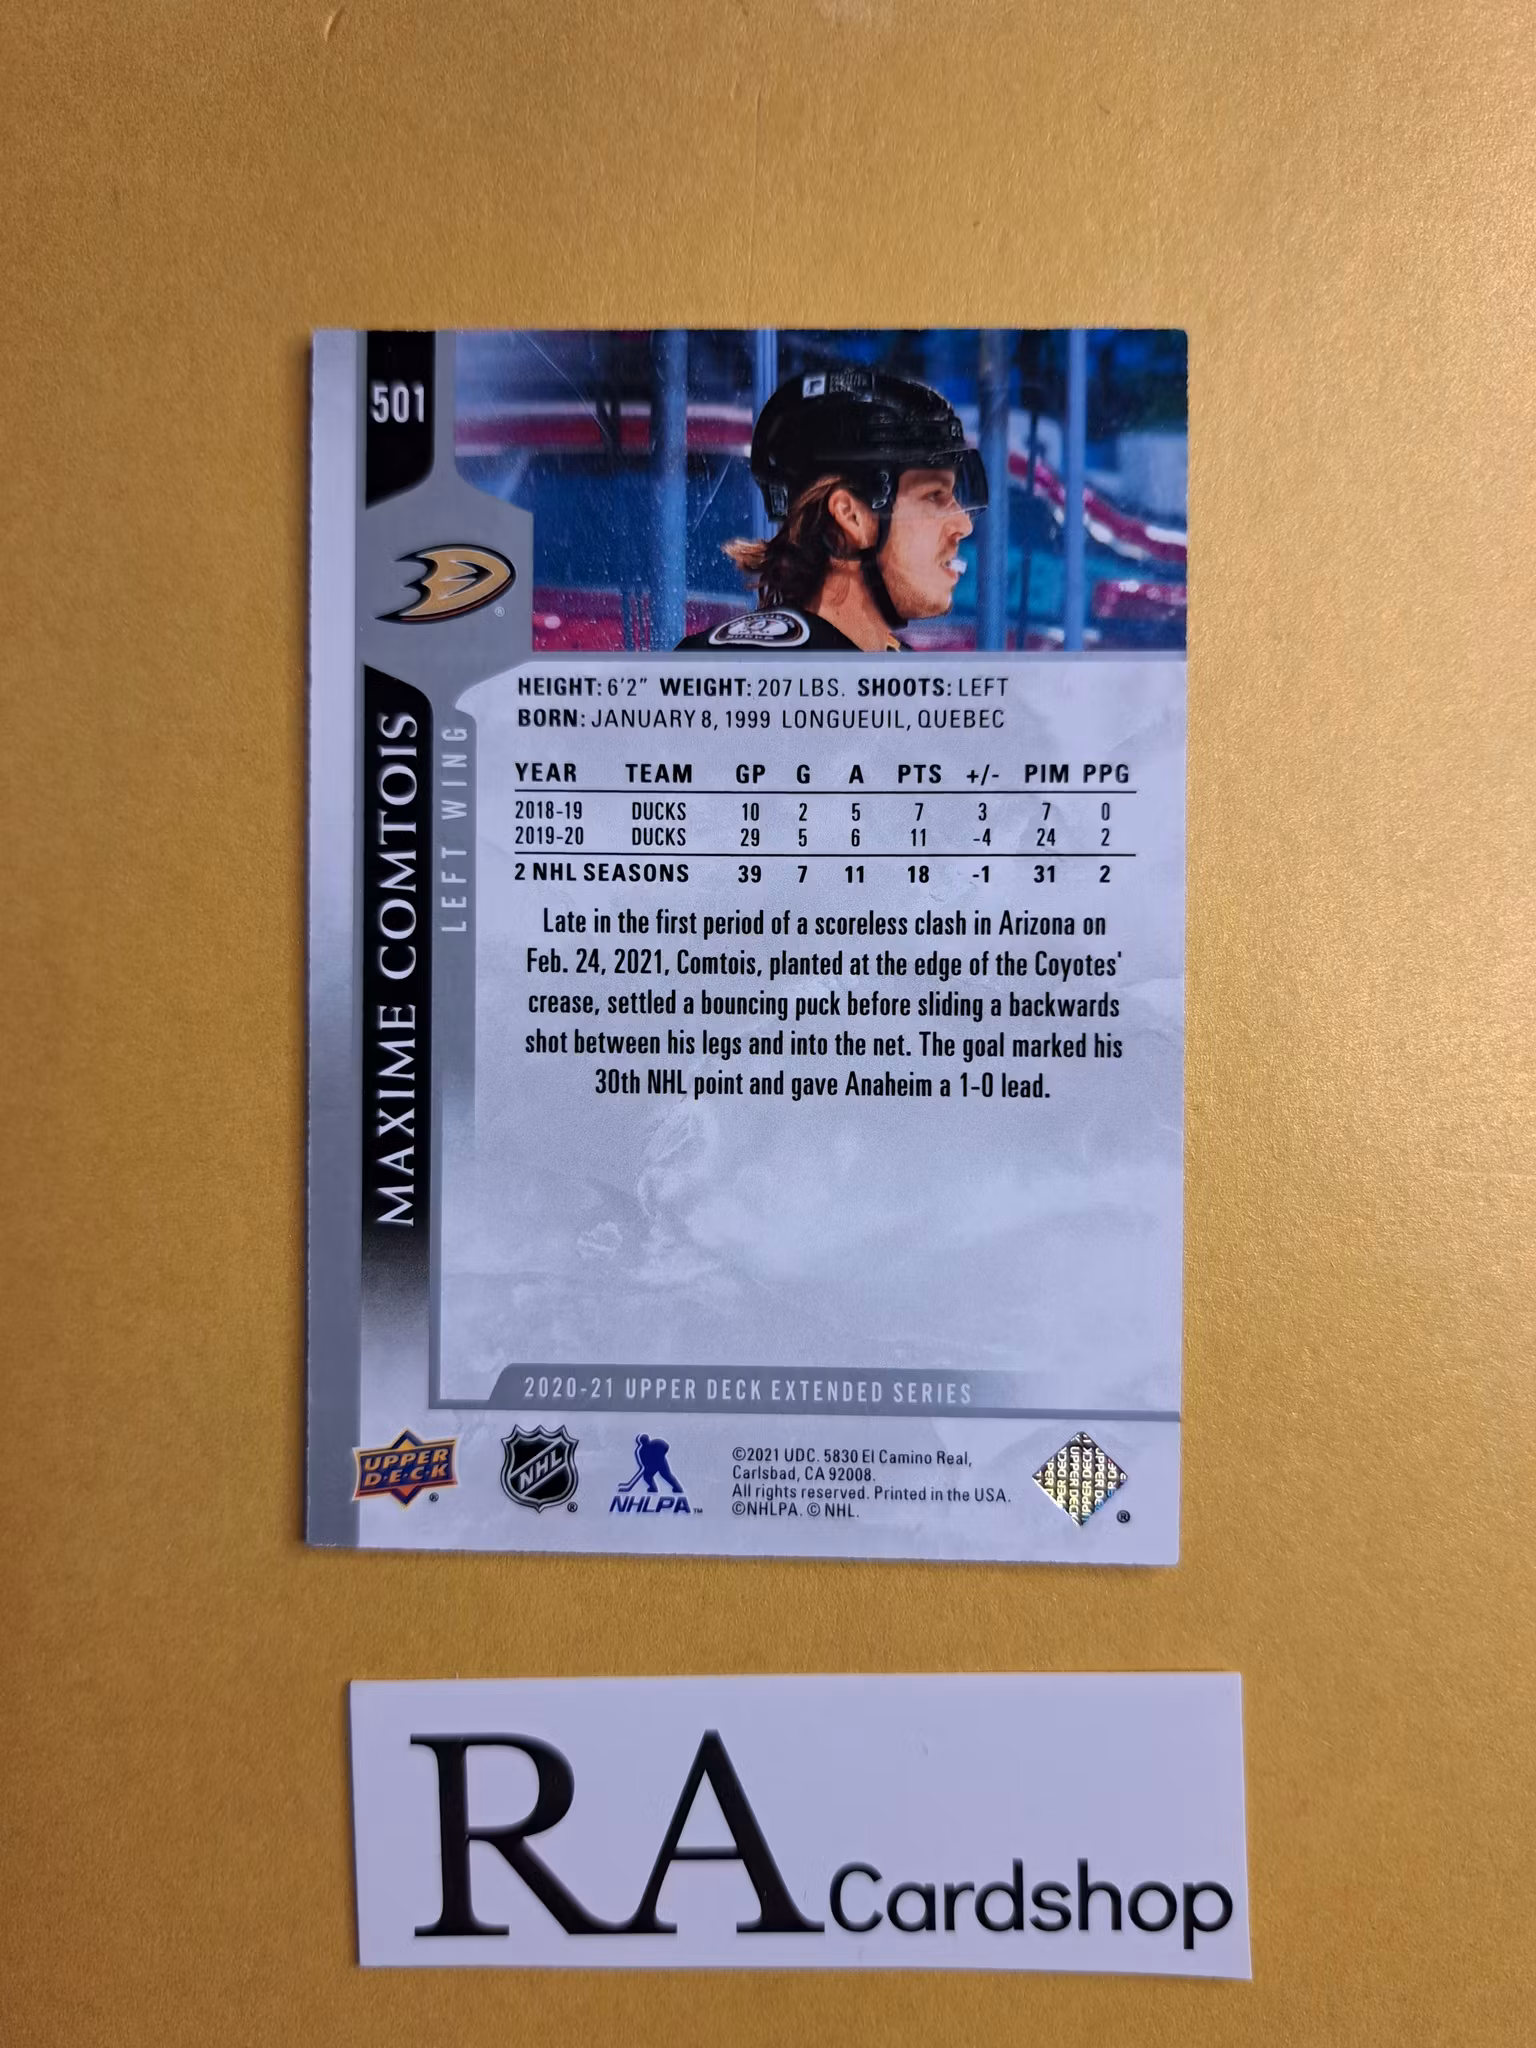 501
MAXIME COMTOIS
LEFT WING
HEIGHT: 6'2" WEIGHT: 207 LBS. SHOOTS: LEFT
BORN: JANUARY 8, 1999 LONGUEUIL, QUEBEC
YEAR TEAM GP G A PTS +/- PIM PPG
2018-19 DUCKS 10 2 5 7 3 7 0
2019-20 DUCKS 29 5 6 11 -4 24 2
2 NHL SEASONS 39 7 11 18 -1 31 2
Late in the first period of a scoreless clash in Arizona on
Feb. 24, 2021, Comtois, planted at the edge of the Coyotes'
crease, settled a bouncing puck before sliding a backwards
shot between his legs and into the net. The goal marked his
30th NHL point and gave Anaheim a 1-0 lead.
2020-21 UPPER DECK EXTENDED SERIES
UPPER
D·E·C·K ®
NHL ®
NHLPA ™
©2021 UDC. 5830 El Camino Real,
Carlsbad, CA 92008.
All rights reserved. Printed in the USA.
©NHLPA. © NHL.
UPPER DECK
®
RA Cardshop